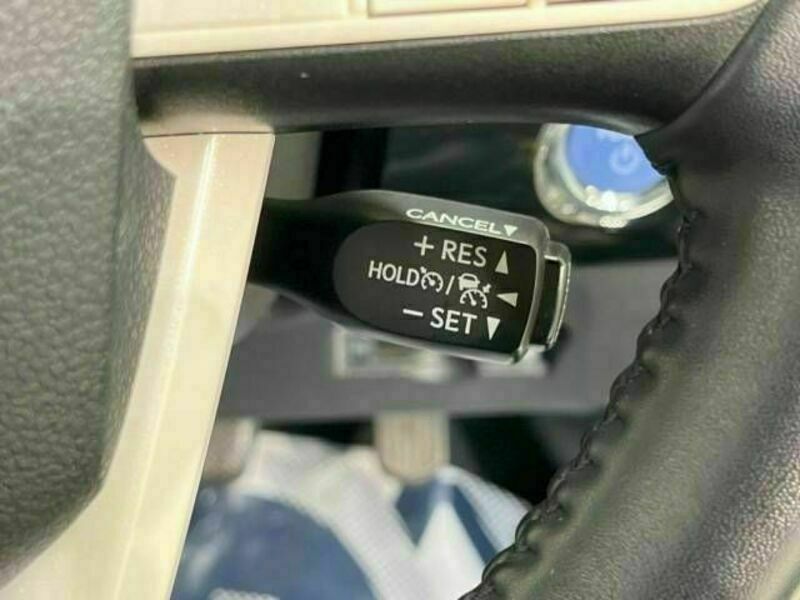 CANCEL▼
+ RES ▲
HOLD /
− SET ▼